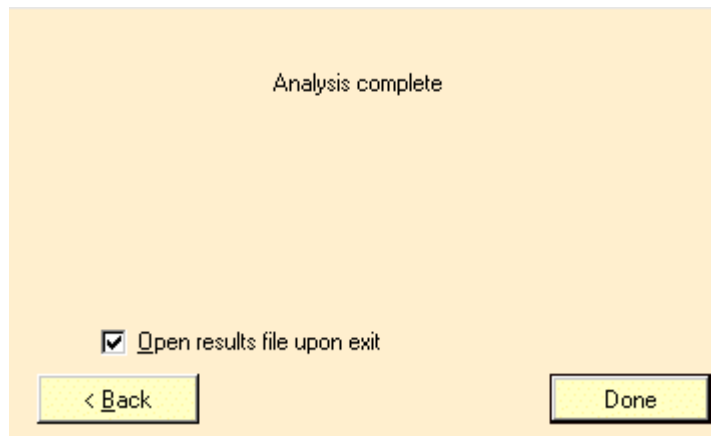 Analysis complete
Open results file upon exit
< Back
Done